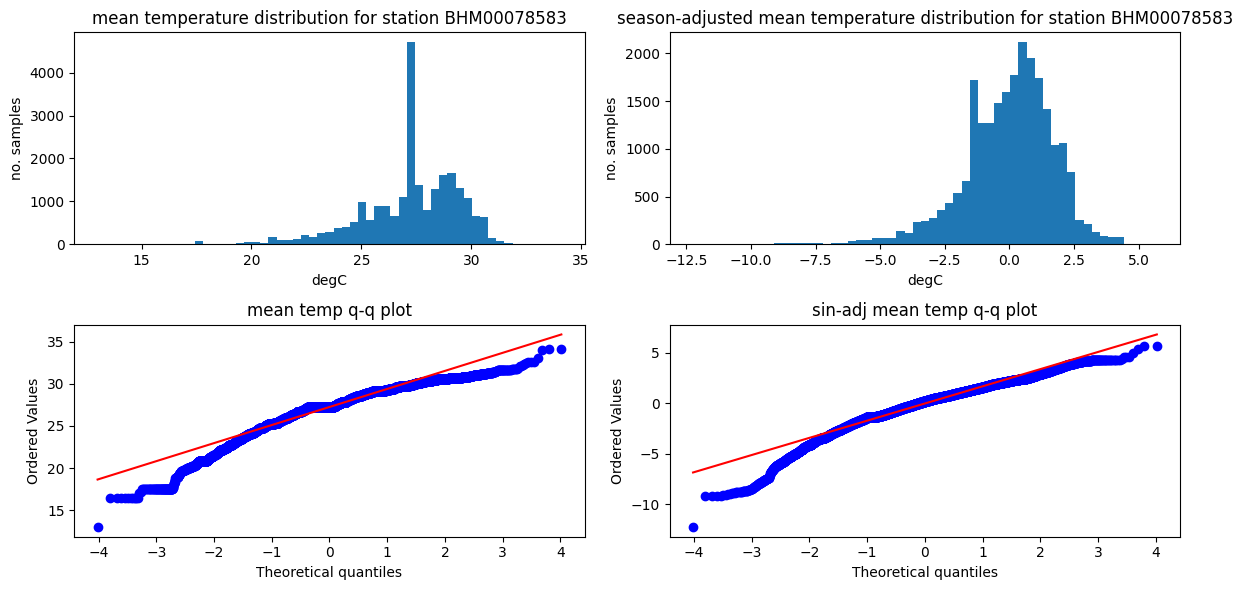 mean temperature distribution for station BHM00078583
no. samples
4000
3000
2000
1000
0
15 20 25 30 35
degC
season-adjusted mean temperature distribution for station BHM00078583
no. samples
2000
1500
1000
500
0
−12.5 −10.0 −7.5 −5.0 −2.5 0.0 2.5 5.0
degC
mean temp q-q plot
Ordered Values
35
30
25
20
15
−4 −3 −2 −1 0 1 2 3 4
Theoretical quantiles
sin-adj mean temp q-q plot
Ordered Values
5
0
−5
−10
−4 −3 −2 −1 0 1 2 3 4
Theoretical quantiles